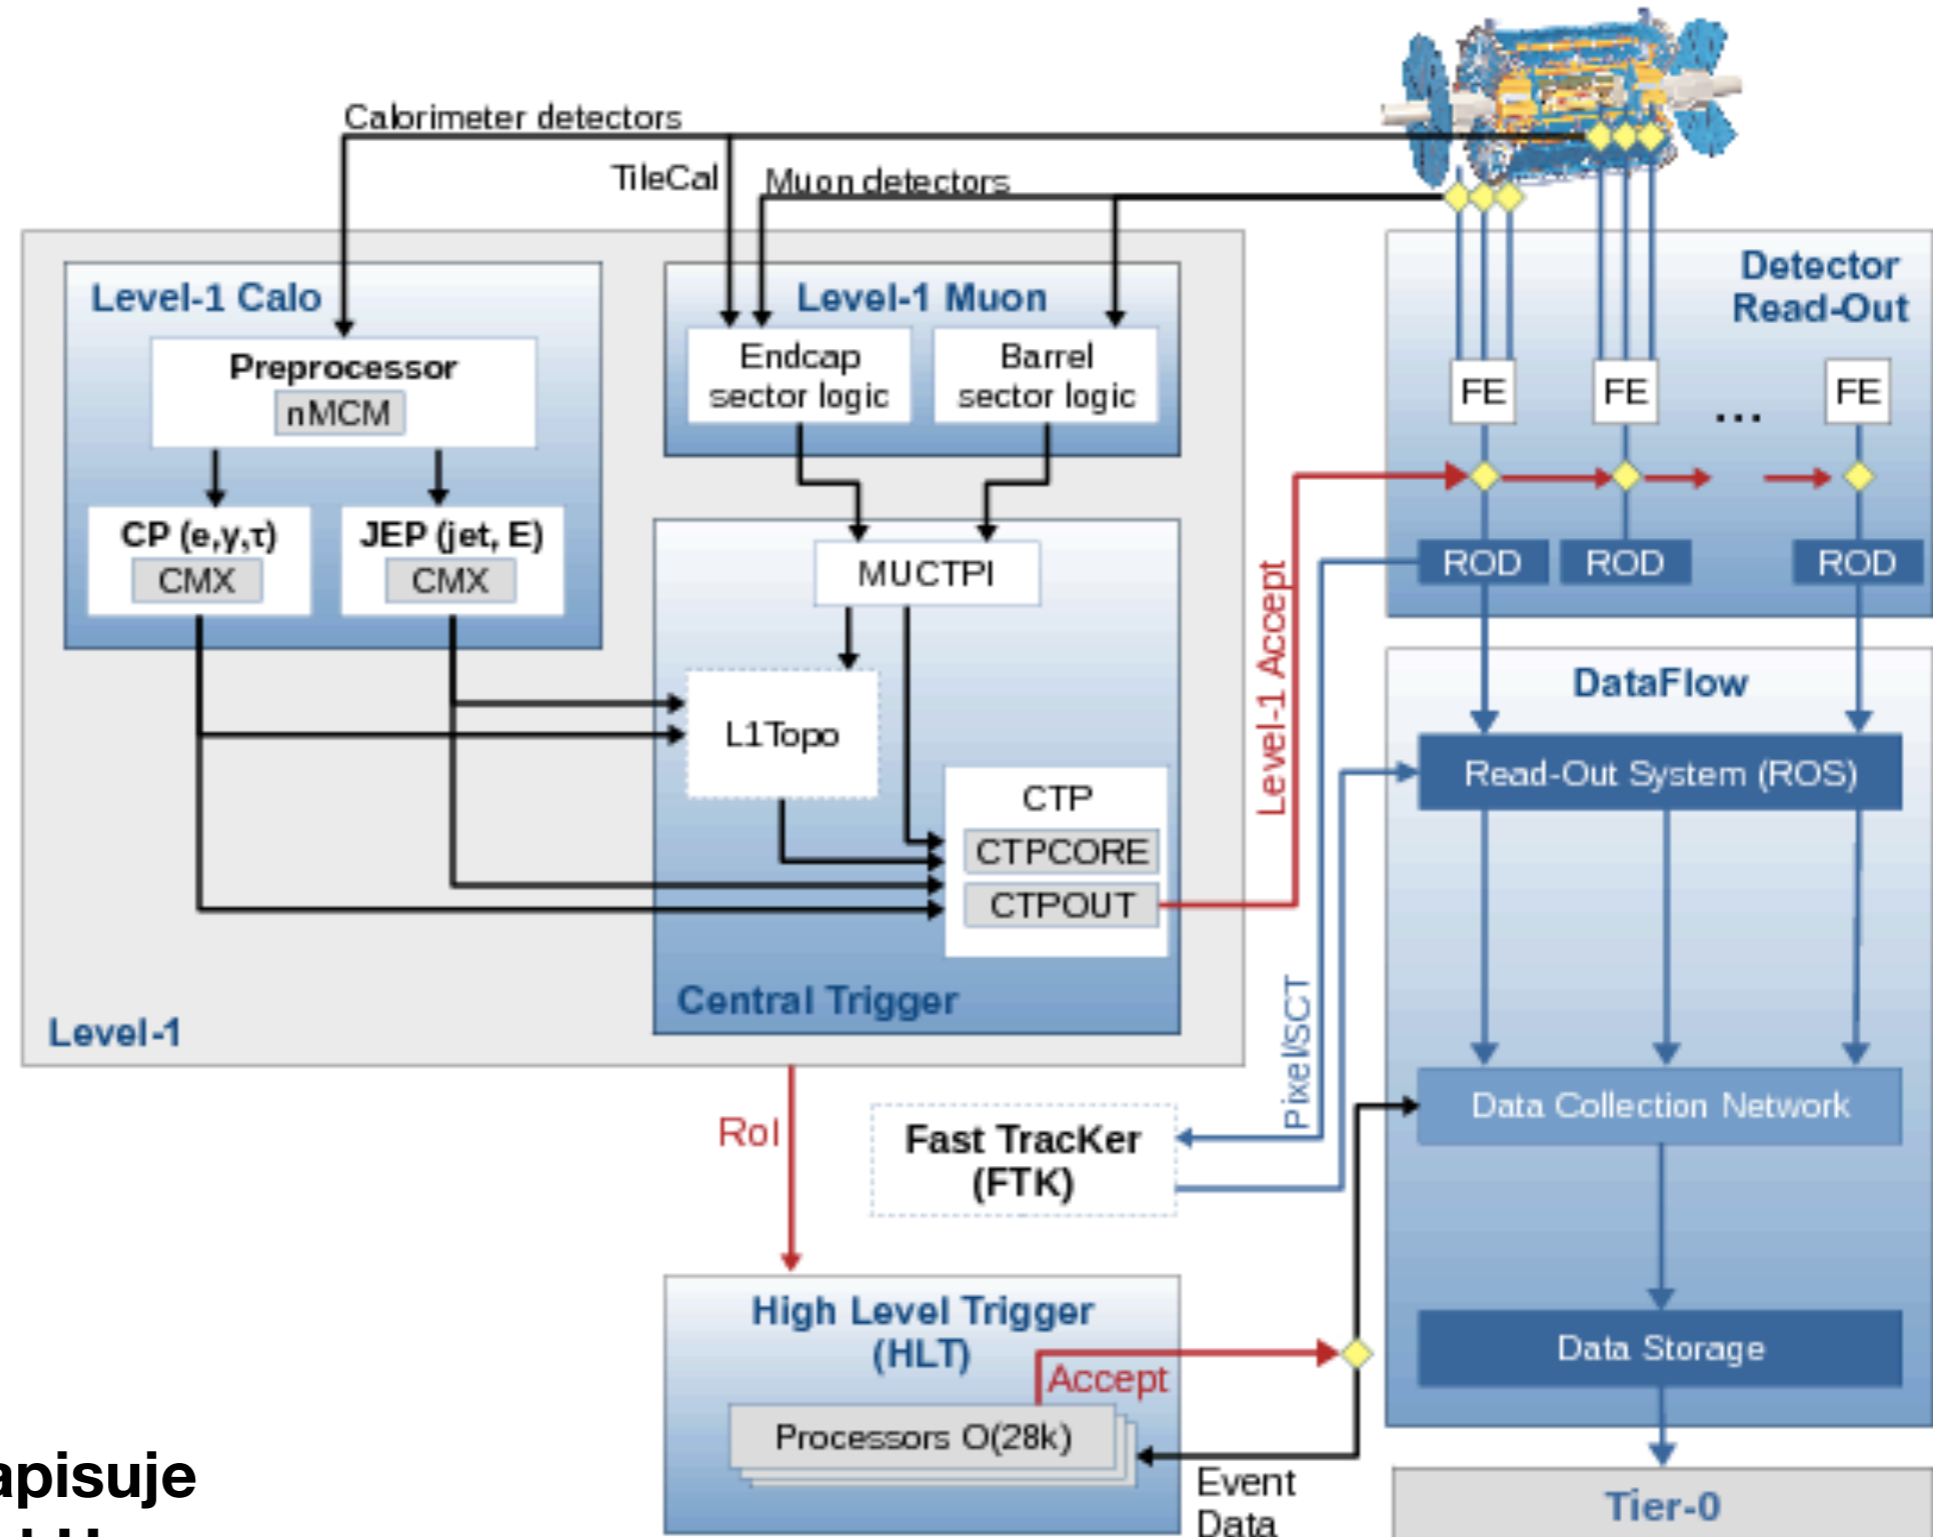 Calorimeter detectors
TileCal
Muon detectors
Detector
Read-Out
Level-1 Calo
Level-1 Muon
Preprocessor
nMCM
Endcap
sector logic
Barrel
sector logic
FE
FE
...
FE
CP (e,γ,τ)
CMX
JEP (jet, E)
CMX
MUCTPI
ROD
ROD
ROD
Level-1 Accept
DataFlow
L1Topo
Read-Out System (ROS)
CTP
CTPCORE
CTPOUT
Central Trigger
Level-1
Pixel/SCT
RoI
Fast TracKer
(FTK)
Data Collection Network
High Level Trigger
(HLT)
Accept
Data Storage
Processors O(28k)
Event
Data
apisuje
Tier-0